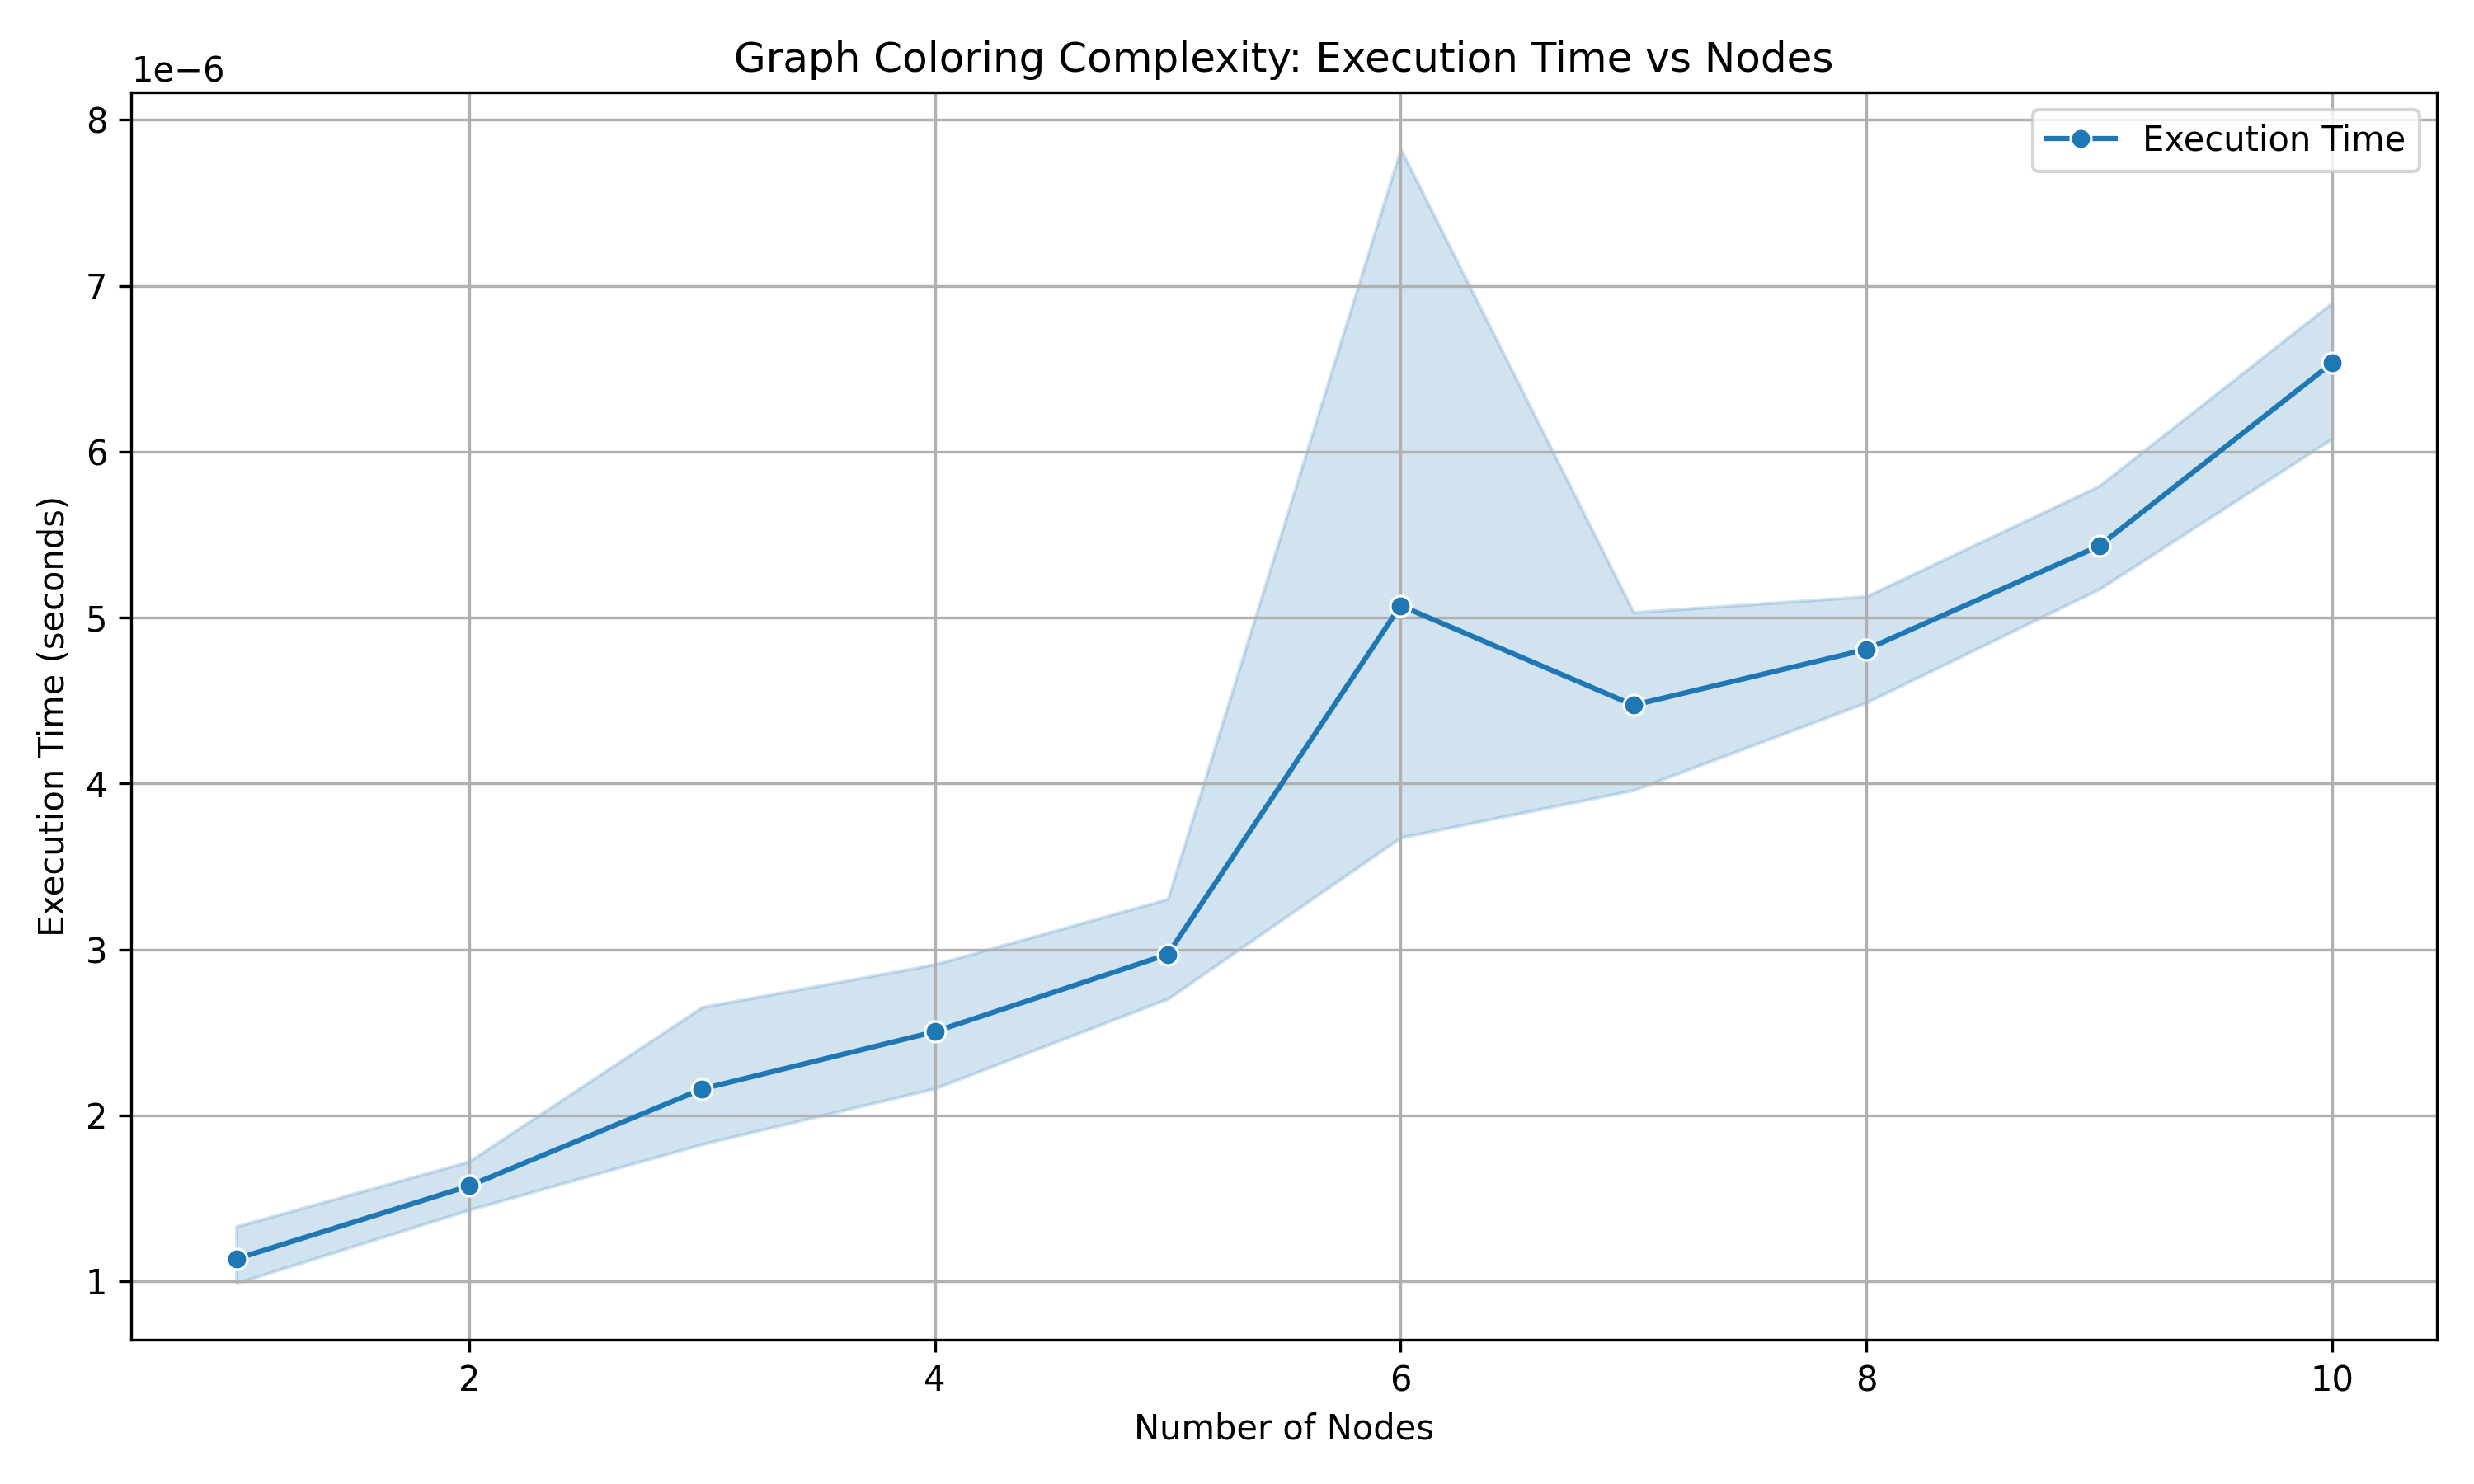 Graph Coloring Complexity: Execution Time vs Nodes
1e−6
Execution Time
8
7
6
5
4
3
2
1
Execution Time (seconds)
2 4 6 8 10
Number of Nodes